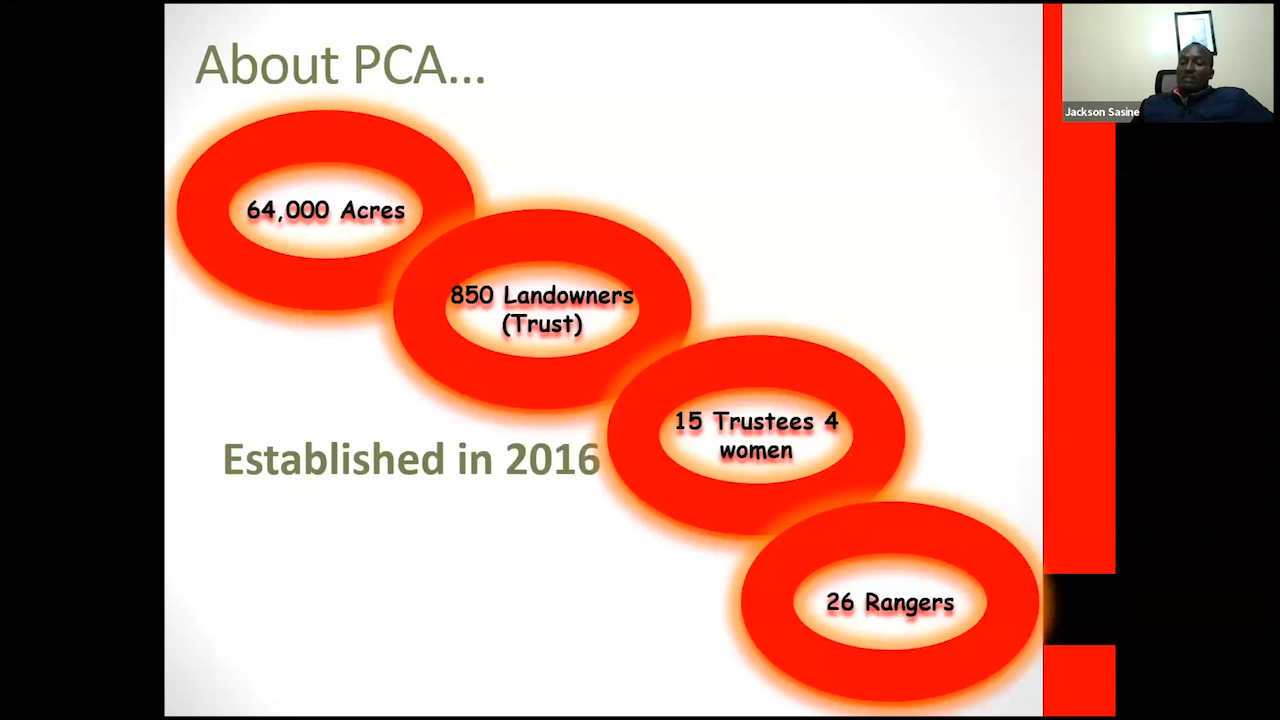 About PCA...
Jackson Sasine
64,000 Acres
850 Landowners
(Trust)
15 Trustees 4
women
Established in 2016
26 Rangers